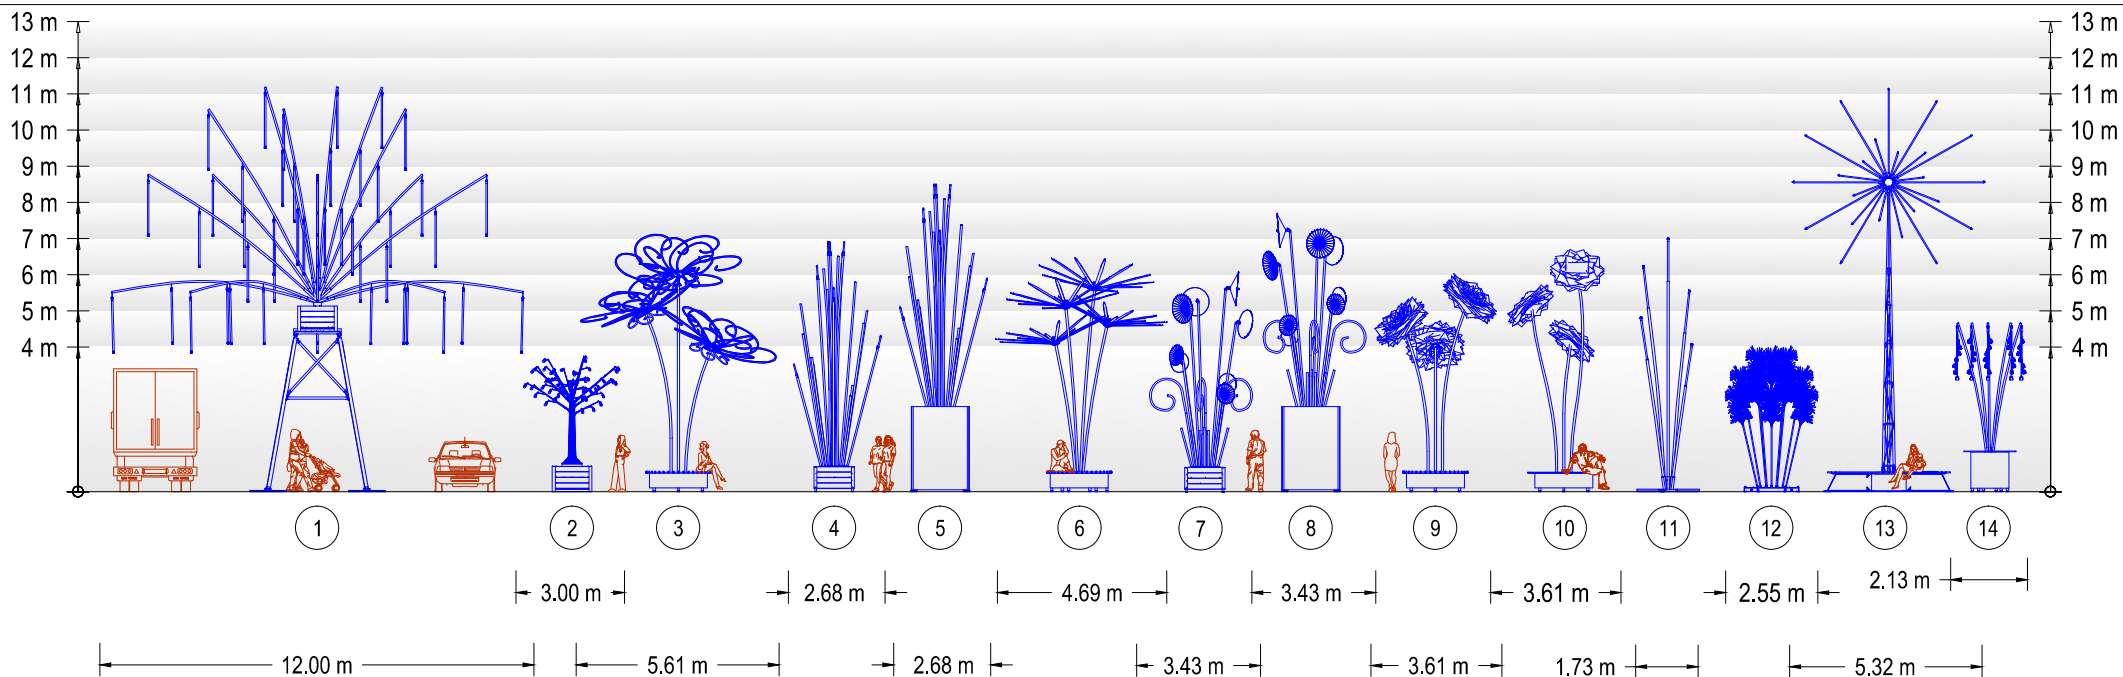 13 m 13 m
12 m 12 m
11 m 11 m
10 m 10 m
9 m 9 m
8 m 8 m
7 m 7 m
6 m 6 m
5 m 5 m
4 m 4 m
1 2 3 4 5 6 7 8 9 10 11 12 13 14
3.00 m 2.68 m 4.69 m 3.43 m 3.61 m 2.55 m 2.13 m
12.00 m 5.61 m 2.68 m 3.43 m 3.61 m 1.73 m 5.32 m